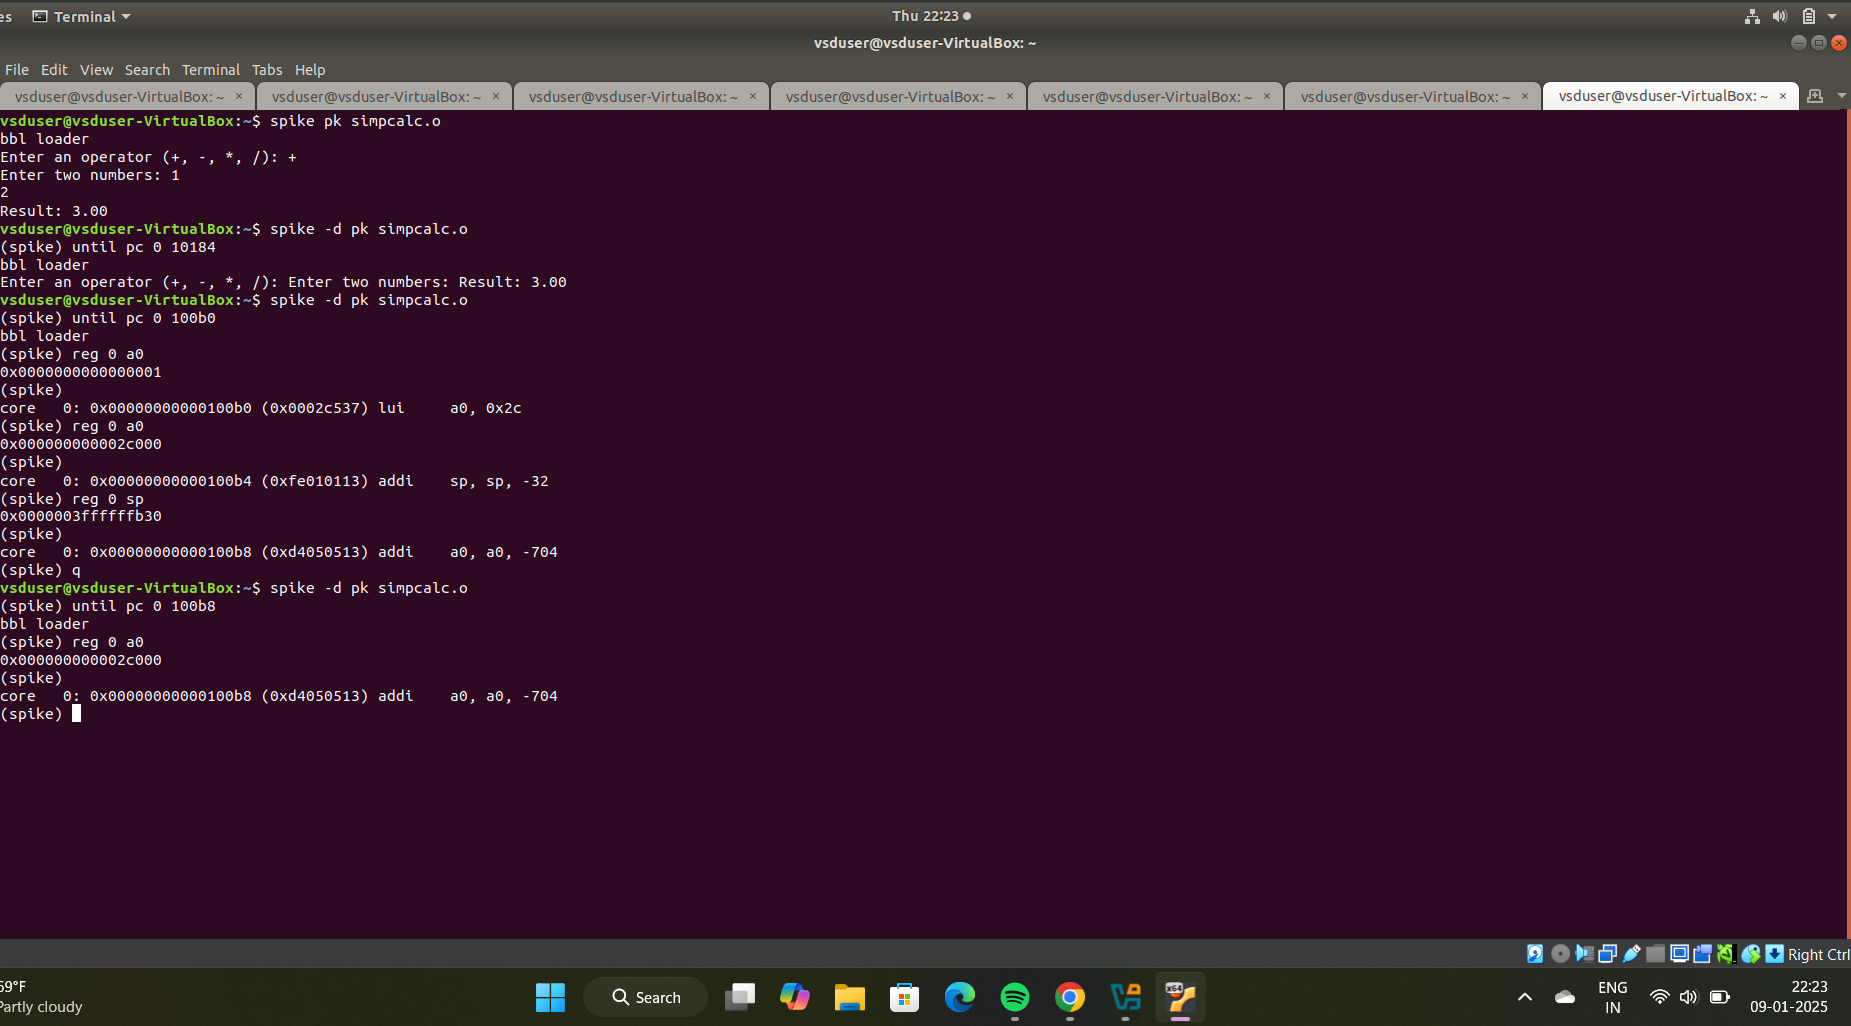 es Terminal Thu 22:23
vsduser@vsduser-VirtualBox: ~
File Edit View Search Terminal Tabs Help
vsduser@vsduser-VirtualBox: ~ × vsduser@vsduser-VirtualBox: ~ × vsduser@vsduser-VirtualBox: ~ × vsduser@vsduser-VirtualBox: ~ × vsduser@vsduser-VirtualBox: ~ × vsduser@vsduser-VirtualBox: ~ × vsduser@vsduser-VirtualBox: ~ ×
vsduser@vsduser-VirtualBox:~$ spike pk simpcalc.o
bbl loader
Enter an operator (+, -, *, /): +
Enter two numbers: 1
2
Result: 3.00
vsduser@vsduser-VirtualBox:~$ spike -d pk simpcalc.o
(spike) until pc 0 10184
bbl loader
Enter an operator (+, -, *, /): Enter two numbers: Result: 3.00
vsduser@vsduser-VirtualBox:~$ spike -d pk simpcalc.o
(spike) until pc 0 100b0
bbl loader
(spike) reg 0 a0
0x0000000000000001
(spike)
core   0: 0x00000000000100b0 (0x0002c537) lui     a0, 0x2c
(spike) reg 0 a0
0x000000000002c000
(spike)
core   0: 0x00000000000100b4 (0xfe010113) addi    sp, sp, -32
(spike) reg 0 sp
0x0000003ffffffb30
(spike)
core   0: 0x00000000000100b8 (0xd4050513) addi    a0, a0, -704
(spike) q
vsduser@vsduser-VirtualBox:~$ spike -d pk simpcalc.o
(spike) until pc 0 100b8
bbl loader
(spike) reg 0 a0
0x000000000002c000
(spike)
core   0: 0x00000000000100b8 (0xd4050513) addi    a0, a0, -704
(spike)
Right Ctrl
59°F
Partly cloudy
Search
x64
ENG
IN
22:23
09-01-2025